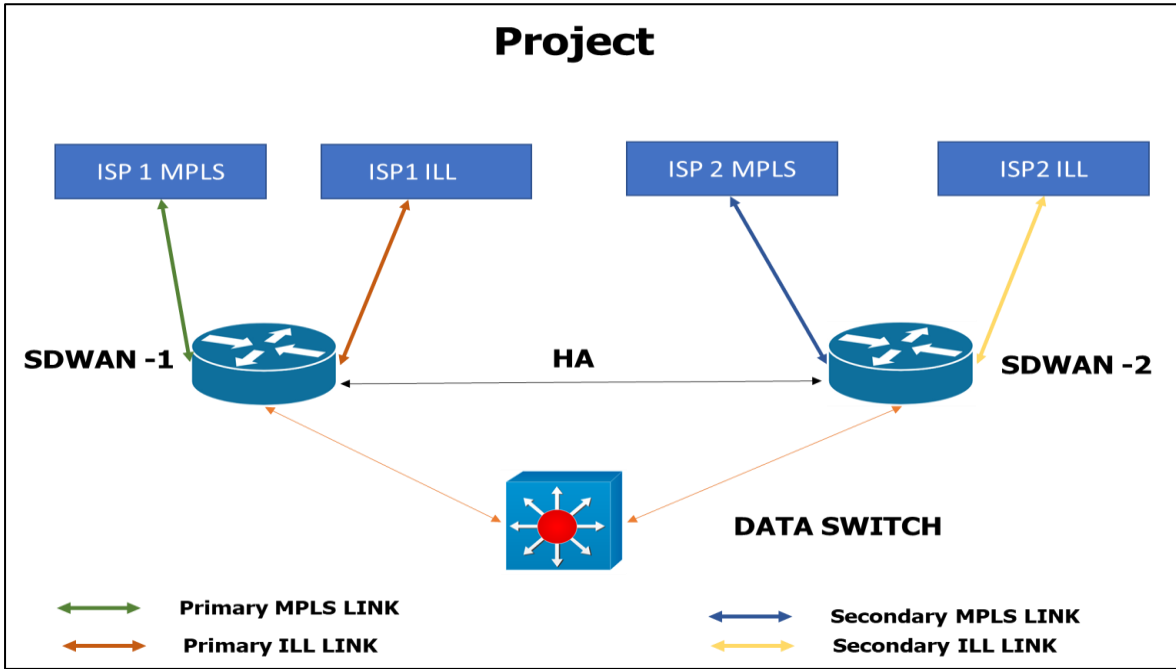 Project
ISP 1 MPLS
ISP1 ILL
ISP 2 MPLS
ISP2 ILL
SDWAN -1
HA
SDWAN -2
DATA SWITCH
Primary MPLS LINK
Secondary MPLS LINK
Primary ILL LINK
Secondary ILL LINK